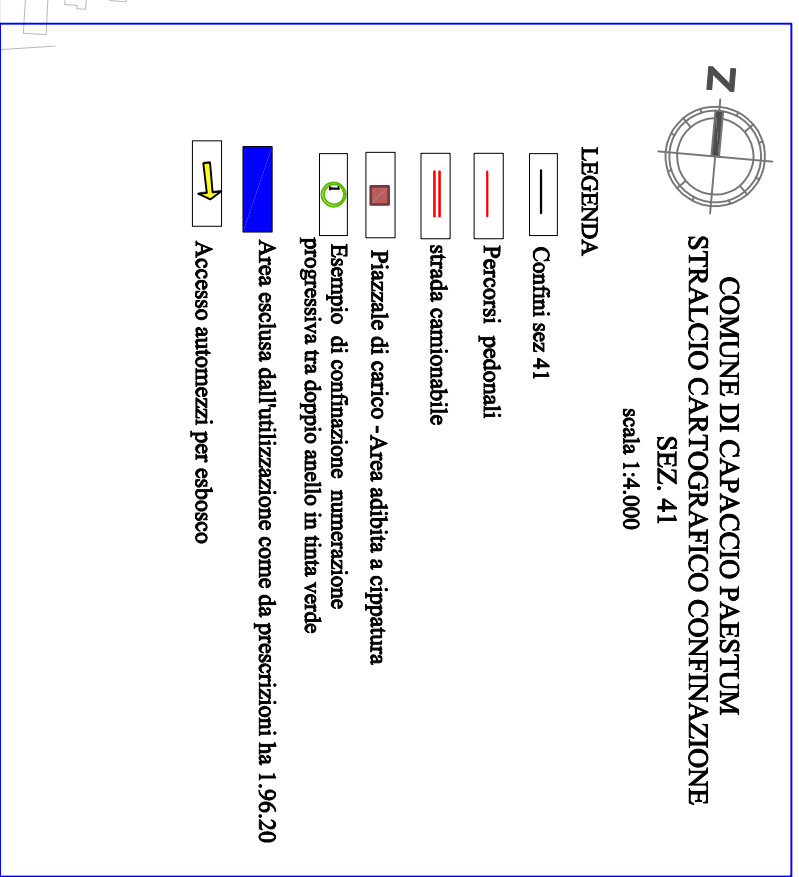 N
COMUNE DI CAPACCIO PAESTUM
STRALCIO CARTOGRAFICO CONFINAZIONE
SEZ. 41
scala 1:4.000
LEGENDA
Confini sez 41
Percorsi pedonali
strada camionabile
Piazzale di carico - Area adibita a cippatura
1
Esempio di confinazione numerazione
progressiva tra doppio anello in tinta verde
Area esclusa dall'utilizzazione come da prescrizioni ha 1.96.20
Accesso automezzi per esbosco